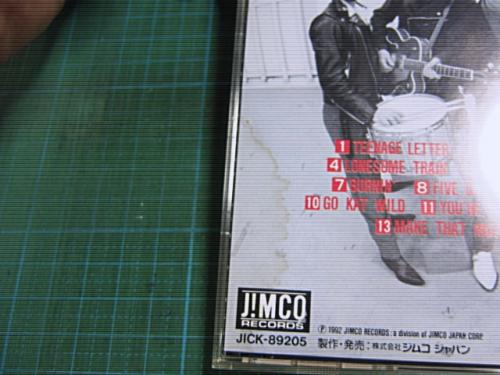 1 TEENAGE LETTER
4 LONESOME TRAIN
7 BURNIN' 8 FIVE
10 GO KAT WILD 11 YOU
13 MAKE THAT
J!MCO
RECORDS
JICK-89205
Ⓟ 1992 JIMCO RECORDS : a division of JIMCO JAPAN CORP
製作・発売：株式会社 ジムコ ジャパン